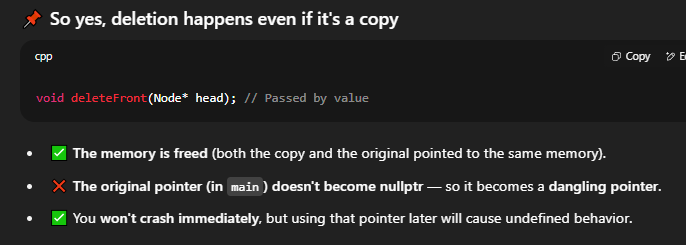 📌 So yes, deletion happens even if it's a copy
cpp Copy
void deleteFront(Node* head); // Passed by value
• ✅ The memory is freed (both the copy and the original pointed to the same memory).
• ❌ The original pointer (in main) doesn't become nullptr — so it becomes a dangling pointer.
• ✅ You won't crash immediately, but using that pointer later will cause undefined behavior.